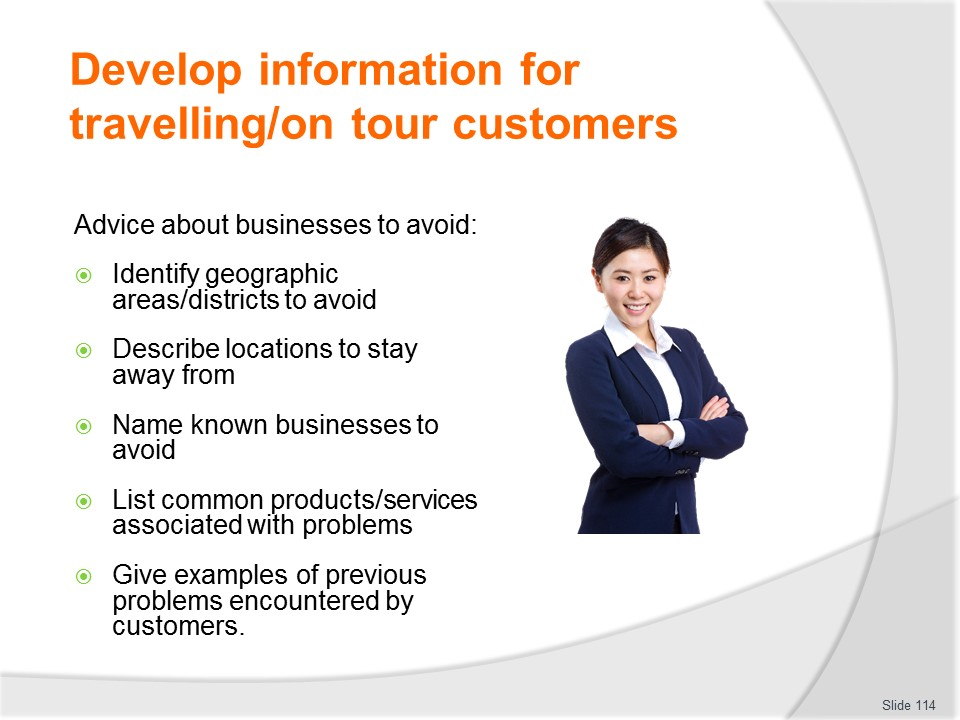 Develop information for
travelling/on tour customers
Advice about businesses to avoid:
Identify geographic
areas/districts to avoid
Describe locations to stay
away from
Name known businesses to
avoid
List common products/services
associated with problems
Give examples of previous
problems encountered by
customers.
Slide 114